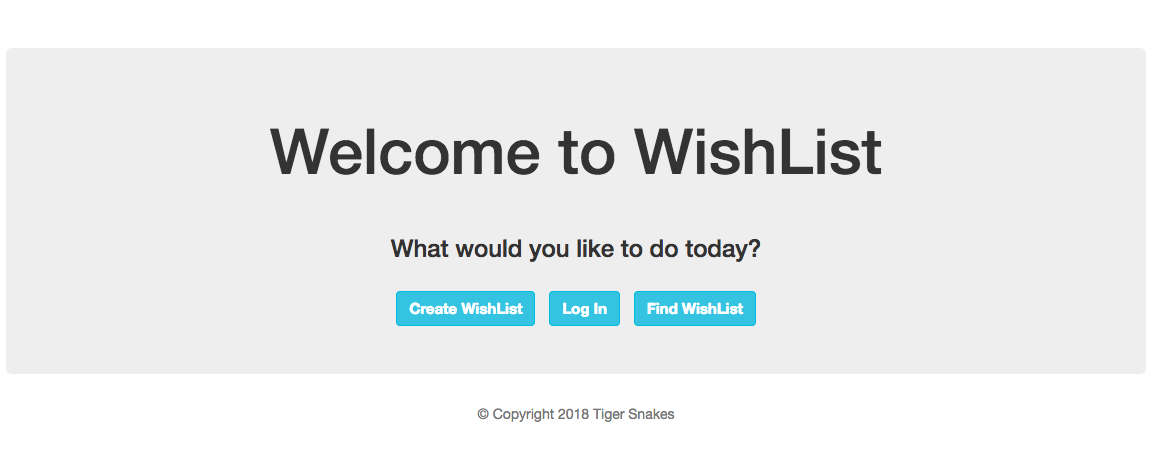 Welcome to WishList
What would you like to do today?
Create WishList Log In Find WishList
© Copyright 2018 Tiger Snakes